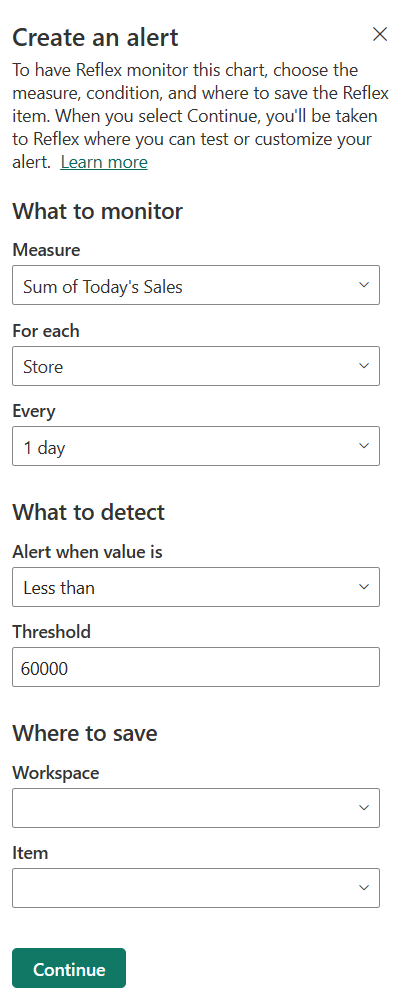 Create an alert
To have Reflex monitor this chart, choose the
measure, condition, and where to save the Reflex
item. When you select Continue, you'll be taken
to Reflex where you can test or customize your
alert. Learn more
What to monitor
Measure
Sum of Today's Sales
For each
Store
Every
1 day
What to detect
Alert when value is
Less than
Threshold
60000
Where to save
Workspace
Item
Continue